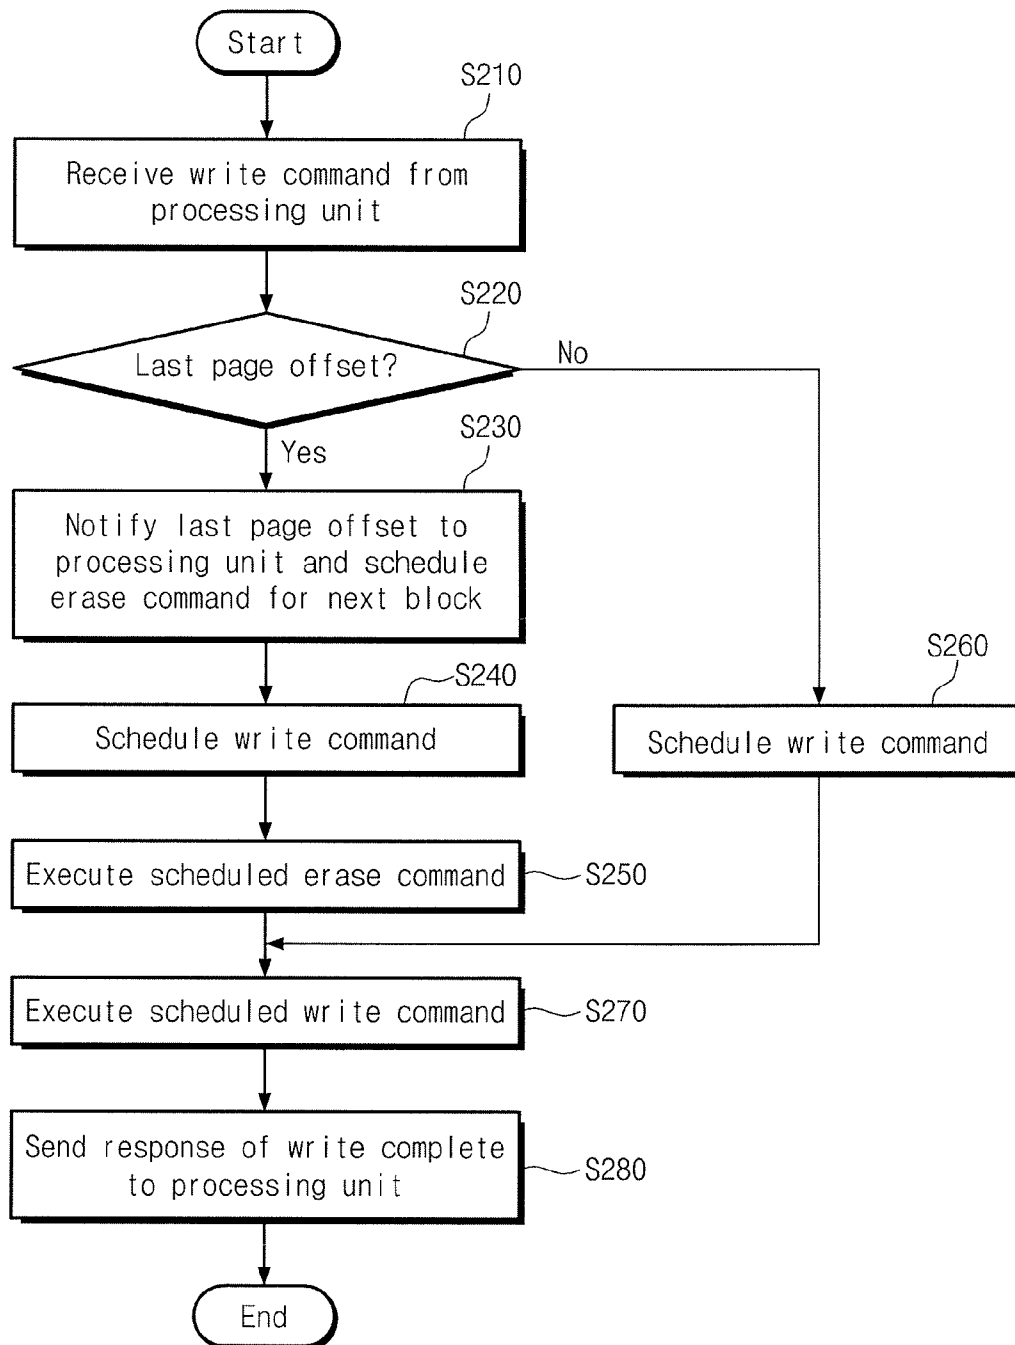 Start
S210
Receive write command from
processing unit
S220
Last page offset?
No
Yes
S230
Notify last page offset to
processing unit and schedule
erase command for next block
S240
Schedule write command
S260
Schedule write command
Execute scheduled erase command
S250
Execute scheduled write command
S270
Send response of write complete
to processing unit
S280
End